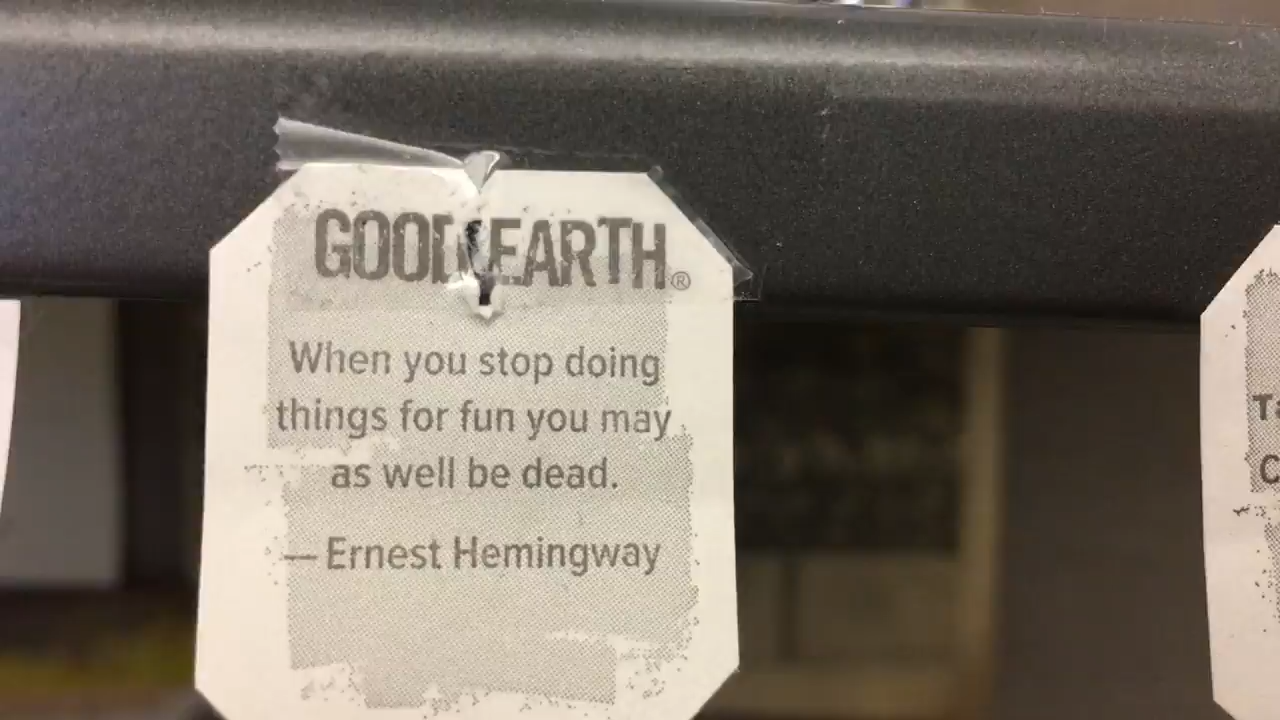 GOOD EARTH®
When you stop doing
things for fun you may
as well be dead.
— Ernest Hemingway